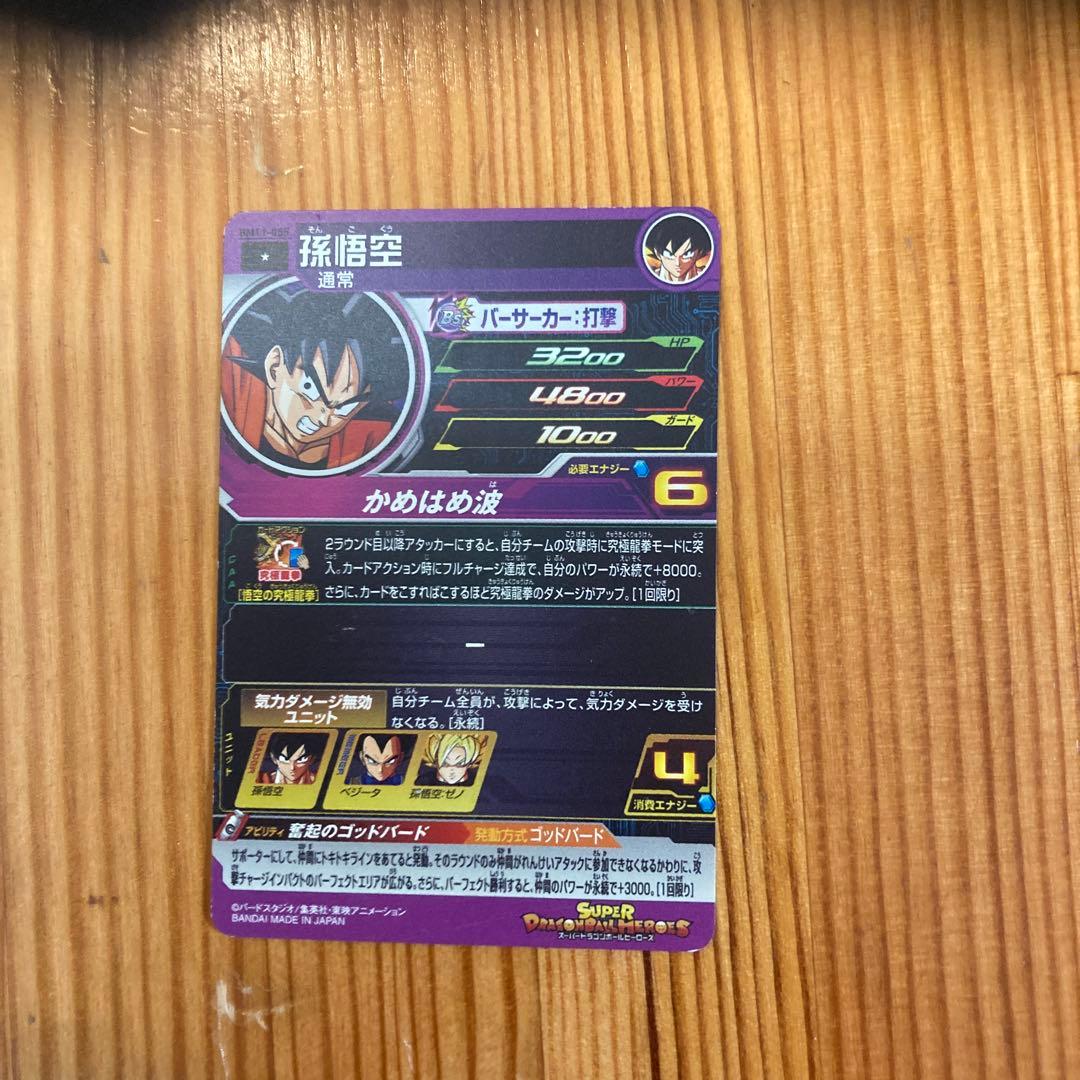 孫悟空
そん ご くう
通常
BS バーサーカー:打撃
HP
3200
パワー
4800
ガード
1000
必要エナジー 6
かめはめ波
カードアクション
究極龍拳
CAA
[悟空の究極龍拳]
2ラウンド目以降アタッカーにすると、自分チームの攻撃時に究極龍拳モードに突
入。カードアクション時にフルチャージ達成で、自分のパワーが永続で+8000。
さらに、カードをこすればこするほど究極龍拳のダメージがアップ。[1回限り]
ー
気力ダメージ無効
ユニット
自分チーム全員が、攻撃によって、気力ダメージを受け
なくなる。[永続]
ユニット
LEADER
孫悟空
MEMBER
ベジータ
孫悟空:ゼノ
4
消費エナジー
アビリティ 奮起のゴッドバード 発動方式 ゴッドバード
サポーターにして、仲間にトキトキラインをあてると発動。そのラウンドのみ仲間がれんけいアタックに参加できなくなるかわりに、攻
撃チャージインパクトのパーフェクトエリアが広がる。さらに、パーフェクト勝利すると、仲間のパワーが永続で+3000。[1回限り]
©バードスタジオ/集英社・東映アニメーション
BANDAI MADE IN JAPAN
SUPER
DRAGONBALL HEROES
スーパードラゴンボールヒーローズ